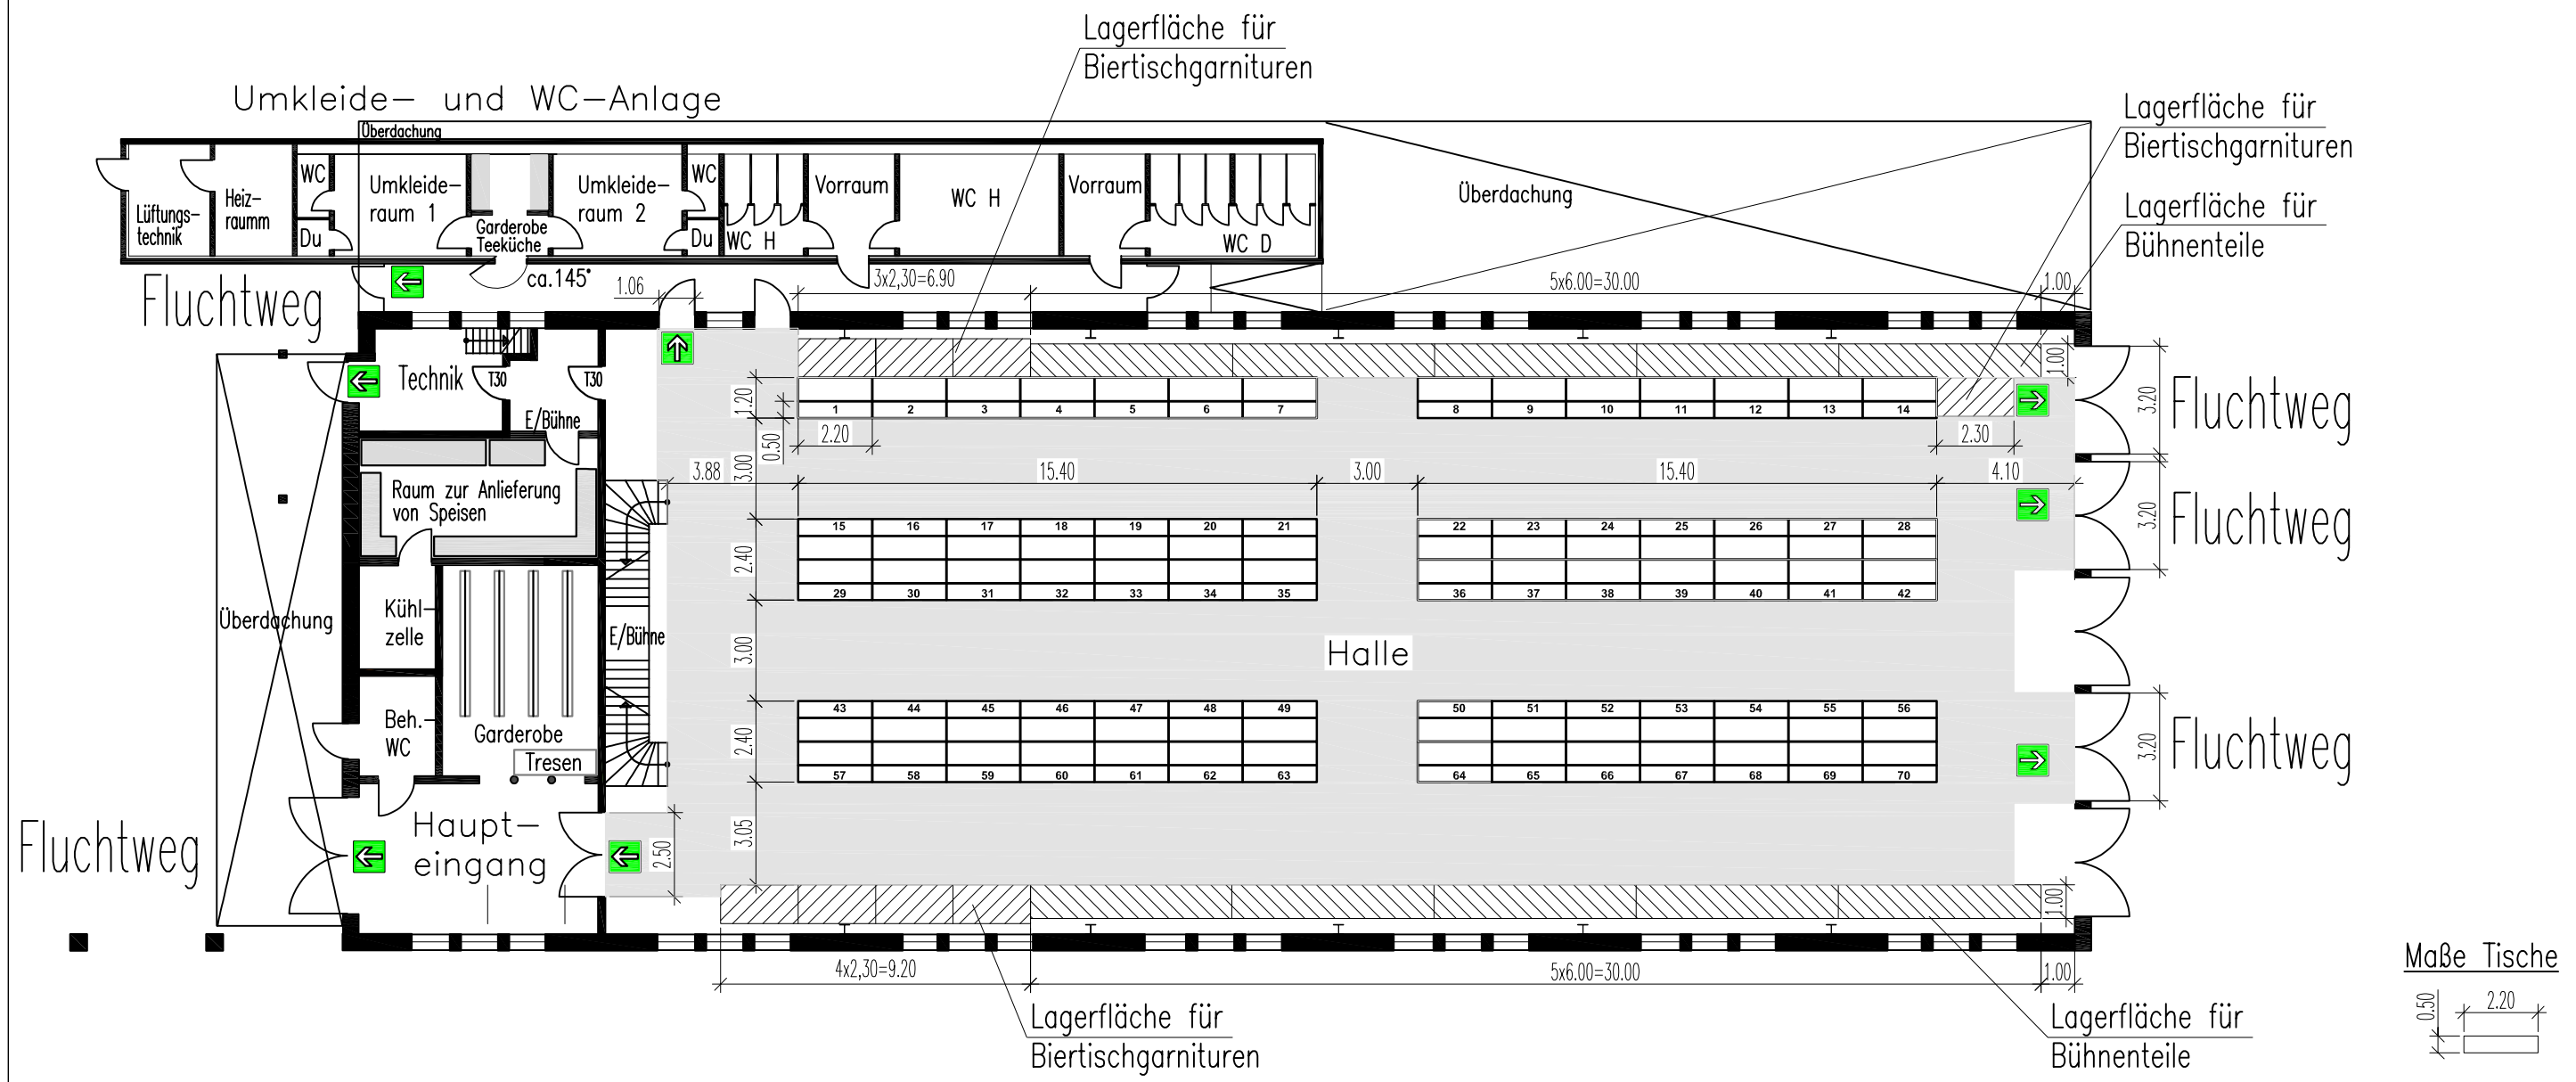 Lagerfläche für
Biertischgarnituren
Umkleide- und WC-Anlage
Lagerfläche für
Biertischgarnituren
Überdachung
Lagerfläche für
Bühnenteile
Lüftungs-
technik
Heiz-
raumm
WC
Du
Umkleide-
raum 1
Garderobe
Teeküche
Umkleide-
raum 2
WC
Du
WC H
Vorraum
WC H
Vorraum
WC D
Überdachung
Fluchtweg
ca.145°
1.06
3x2,30=6.90
5x6.00=30.00
1.00
Technik
T30
T30
E/Bühne
1.20
0.50
3.00
1 2 3 4 5 6 7
8 9 10 11 12 13 14
2.20
2.30
1.00
3.20
Fluchtweg
3.88
15.40
3.00
15.40
4.10
Raum zur Anlieferung
von Speisen
15 16 17 18 19 20 21
22 23 24 25 26 27 28
2.40
29 30 31 32 33 34 35
36 37 38 39 40 41 42
3.20
Fluchtweg
Überdachung
Kühl-
zelle
E/Bühne
3.00
Halle
Beh.-
WC
Garderobe
Tresen
43 44 45 46 47 48 49
50 51 52 53 54 55 56
2.40
57 58 59 60 61 62 63
64 65 66 67 68 69 70
3.20
Fluchtweg
Fluchtweg
Haupt-
eingang
2.50
3.05
1.00
4x2,30=9.20
5x6.00=30.00
1.00
Lagerfläche für
Biertischgarnituren
Lagerfläche für
Bühnenteile
Maße Tische
0.50
2.20